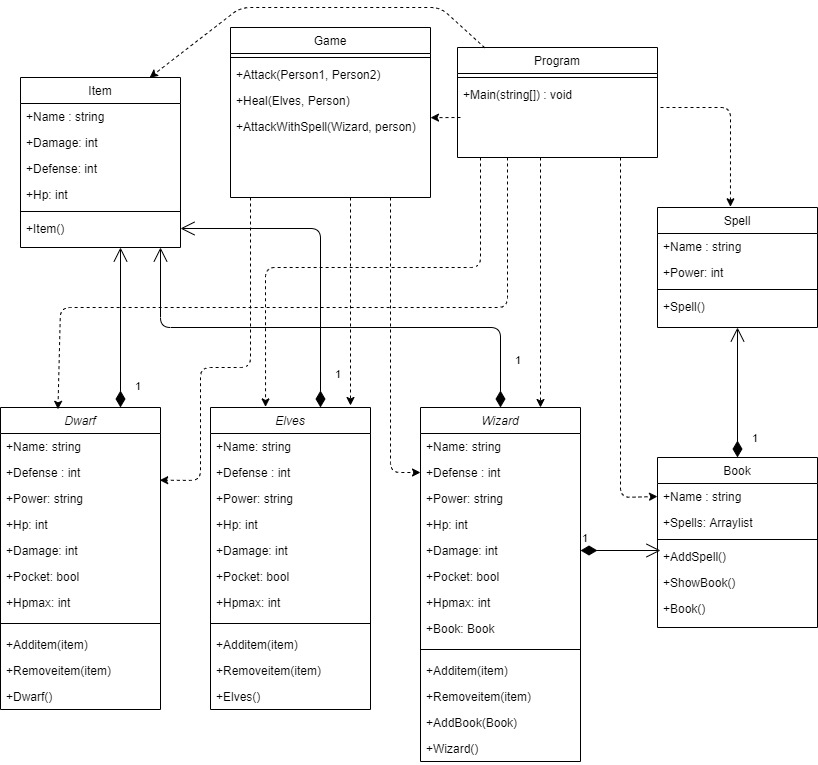 Game
+Attack(Person1, Person2)
+Heal(Elves, Person)
+AttackWithSpell(Wizard, person)
Program
+Main(string[]) : void
Item
+Name : string
+Damage: int
+Defense: int
+Hp: int
+Item()
Spell
+Name : string
+Power: int
+Spell()
1
1
1
1
1
Dwarf
+Name: string
+Defense : int
+Power: string
+Hp: int
+Damage: int
+Pocket: bool
+Hpmax: int
+Additem(item)
+Removeitem(item)
+Dwarf()
Elves
+Name: string
+Defense : int
+Power: string
+Hp: int
+Damage: int
+Pocket: bool
+Hpmax: int
+Additem(item)
+Removeitem(item)
+Elves()
Wizard
+Name: string
+Defense : int
+Power: string
+Hp: int
+Damage: int
+Pocket: bool
+Hpmax: int
+Book: Book
+Additem(item)
+Removeitem(item)
+AddBook(Book)
+Wizard()
Book
+Name : string
+Spells: Arraylist
+AddSpell()
+ShowBook()
+Book()